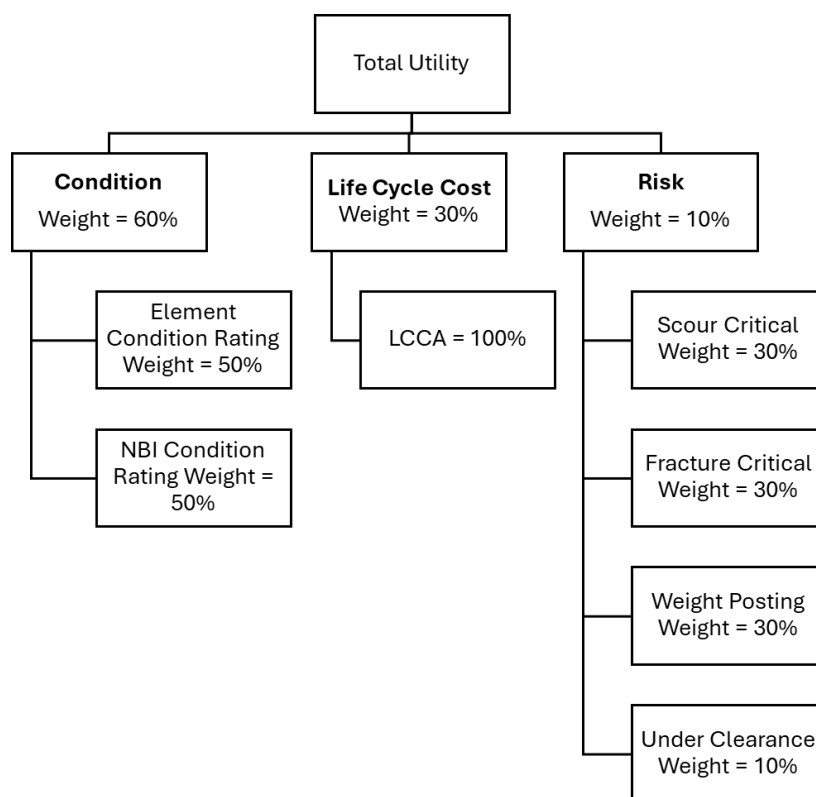 Total Utility
Condition
Weight = 60%
Life Cycle Cost
Weight = 30%
Risk
Weight = 10%
Element
Condition Rating
Weight = 50%
NBI Condition
Rating Weight =
50%
LCCA = 100%
Scour Critical
Weight = 30%
Fracture Critical
Weight = 30%
Weight Posting
Weight = 30%
Under Clearance
Weight = 10%